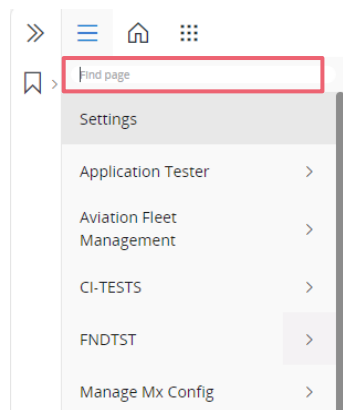 Find page
Settings
Application Tester
Aviation Fleet
Management
CI-TESTS
FNDTST
Manage Mx Config